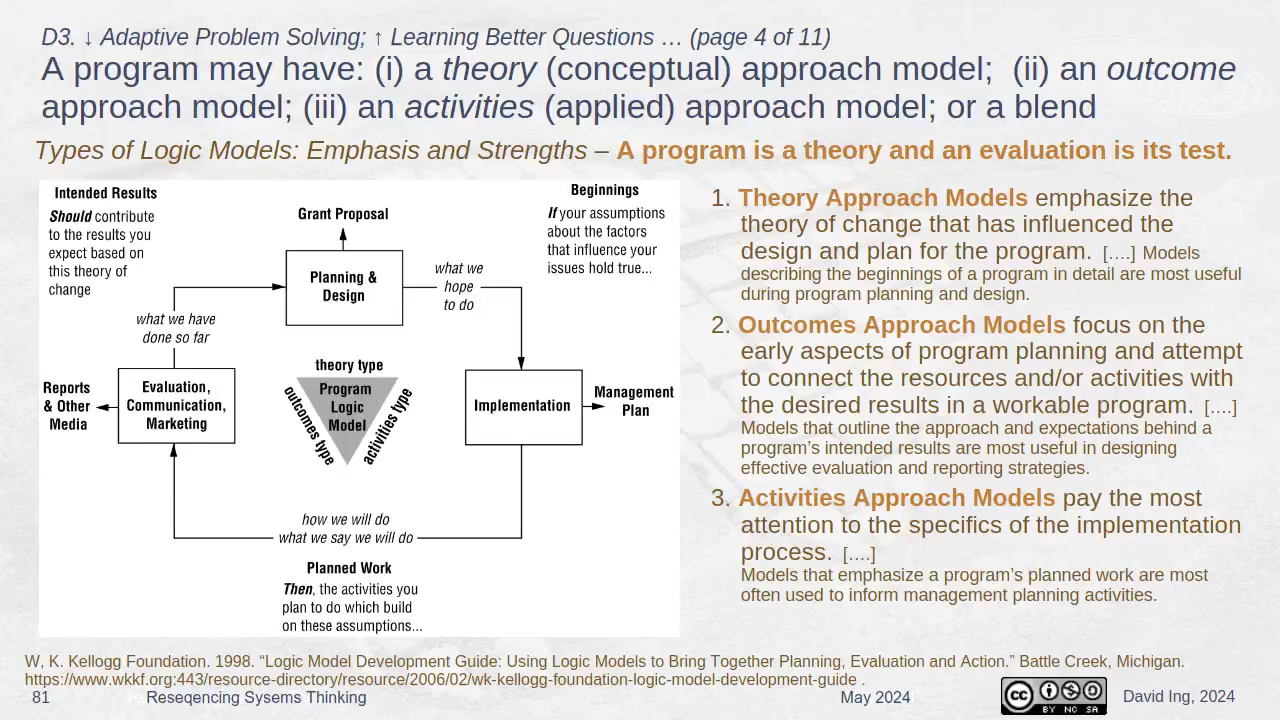 D3. ↓ Adaptive Problem Solving; ↑ Learning Better Questions … (page 4 of 11)
A program may have: (i) a theory (conceptual) approach model;  (ii) an outcome
approach model; (iii) an activities (applied) approach model; or a blend
Types of Logic Models: Emphasis and Strengths – A program is a theory and an evaluation is its test.
Intended Results
Should contribute
to the results you
expect based on
this theory of
change
Grant Proposal
Beginnings
If your assumptions
about the factors
that influence your
issues hold true...
Planning &
Design
what we
hope
to do
what we have
done so far
theory type
Reports
& Other
Media
Evaluation,
Communication,
Marketing
outcomes type
Program
Logic
Model
activities type
Implementation
Management
Plan
how we will do
what we say we will do
Planned Work
Then, the activities you
plan to do which build
on these assumptions...
1. Theory Approach Models emphasize the
theory of change that has influenced the
design and plan for the program. [….] Models
describing the beginnings of a program in detail are most useful
during program planning and design.
2. Outcomes Approach Models focus on the
early aspects of program planning and attempt
to connect the resources and/or activities with
the desired results in a workable program. [….]
Models that outline the approach and expectations behind a
program’s intended results are most useful in designing
effective evaluation and reporting strategies.
3. Activities Approach Models pay the most
attention to the specifics of the implementation
process. [….]
Models that emphasize a program’s planned work are most
often used to inform management planning activities.
W, K. Kellogg Foundation. 1998. “Logic Model Development Guide: Using Logic Models to Bring Together Planning, Evaluation and Action.” Battle Creek, Michigan.
https://www.wkkf.org:443/resource-directory/resource/2006/02/wk-kellogg-foundation-logic-model-development-guide .
81
Reseqencing Sysems Thinking
May 2024
cc
BY NC SA
David Ing, 2024